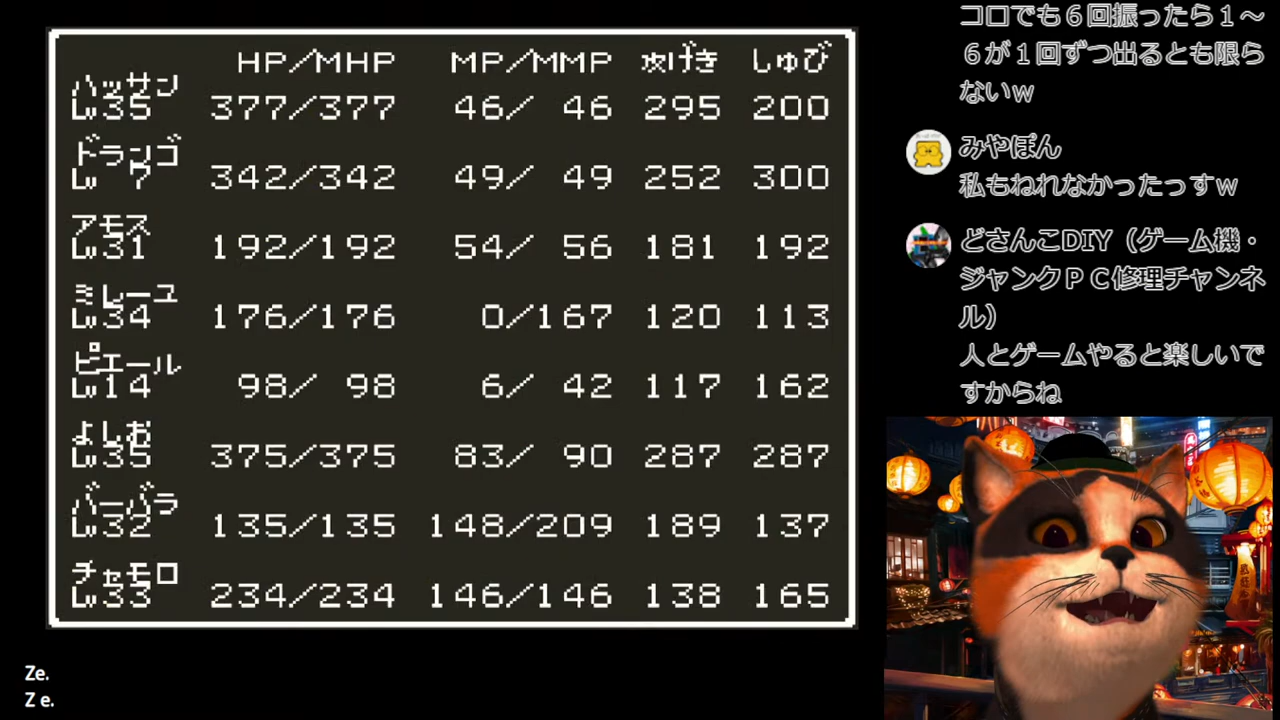 HP/MHP MP/MMP 攻げき しゅび
ハッサン
Lv35 377/377 46/ 46 295 200
ドランゴ
Lv 7 342/342 49/ 49 252 300
アモス
Lv31 192/192 54/ 56 181 192
ミレーユ
Lv34 176/176 0/167 120 113
ピエール
Lv14 98/ 98 6/ 42 117 162
よしお
Lv35 375/375 83/ 90 287 287
バーバラ
Lv32 135/135 148/209 189 137
チャモロ
Lv33 234/234 146/146 138 165
コロでも6回振ったら1~
6が1回ずつ出るとも限ら
ないw
みやぽん
私もねれなかったっすw
どさんこDIY(ゲーム機・
ジャンクPC修理チャンネ
ル)
人とゲームやると楽しいで
すからね
Ze.
Z e.